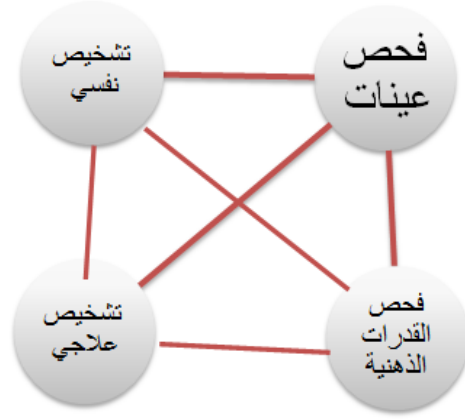 فحص
عينات
تشخيص
نفسي
فحص
القدرات
الذهنية
تشخيص
علاجي